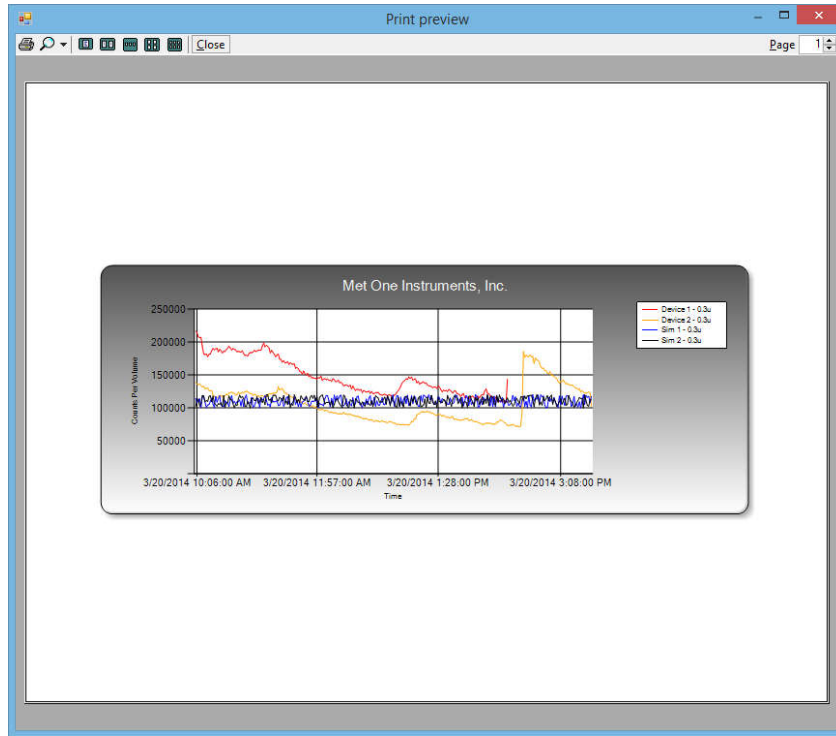 Print preview
Close
Page 1
Met One Instruments, Inc.
250000
200000
150000
100000
50000
Counts Per Volume
3/20/2014 10:06:00 AM 3/20/2014 11:57:00 AM 3/20/2014 1:28:00 PM 3/20/2014 3:08:00 PM
Time
Device 1 - 0.3u
Device 2 - 0.3u
Sim 1 - 0.3u
Sim 2 - 0.3u